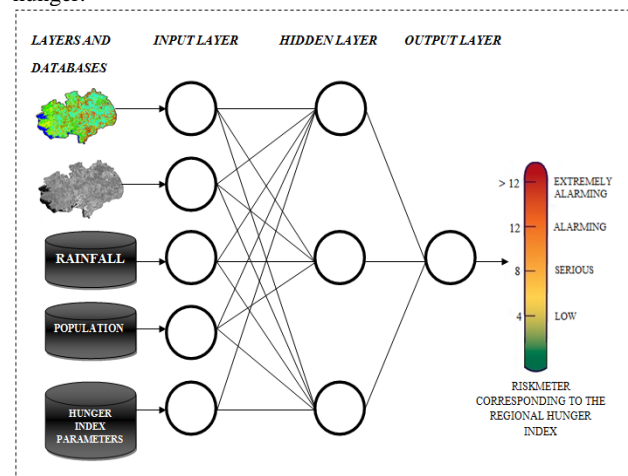 hunger.
LAYERS AND
DATABASES
INPUT LAYER
HIDDEN LAYER
OUTPUT LAYER
RAINFALL
POPULATION
HUNGER
INDEX
PARAMETERS
> 12
EXTREMELY
ALARMING
12
ALARMING
8
SERIOUS
4
LOW
RISKMETER
CORRESPONDING TO THE
REGIONAL HUNGER
INDEX